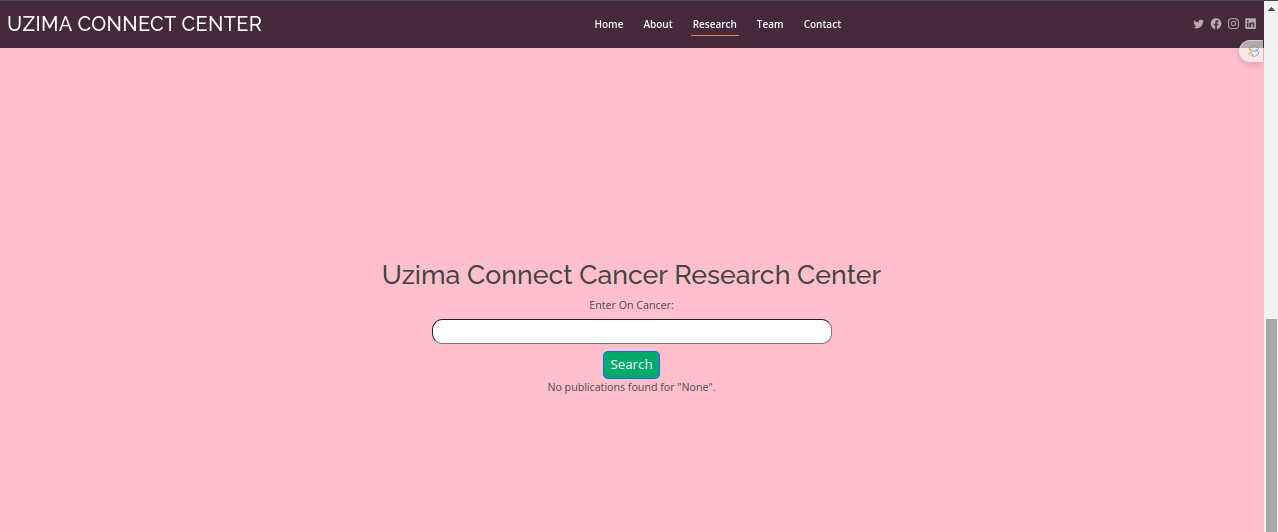 UZIMA CONNECT CENTER
Home About Research Team Contact
Uzima Connect Cancer Research Center
Enter On Cancer:
Search
No publications found for "None".